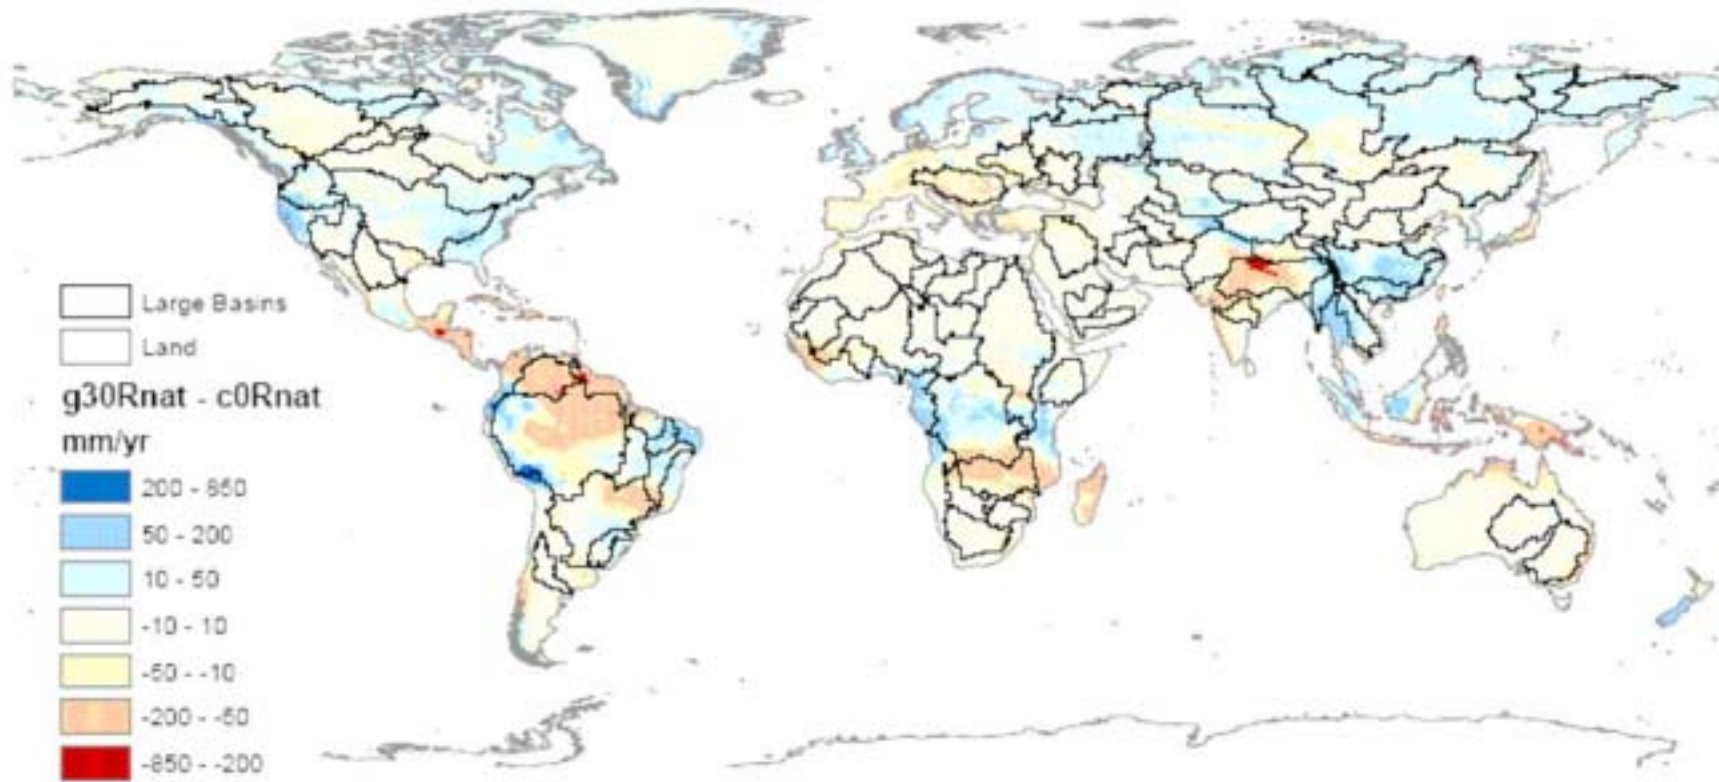 Large Basins
Land
g30Rnat - c0Rnat
mm/yr
200 - 850
50 - 200
10 - 50
-10 - 10
-50 - -10
-200 - -50
-850 - -200